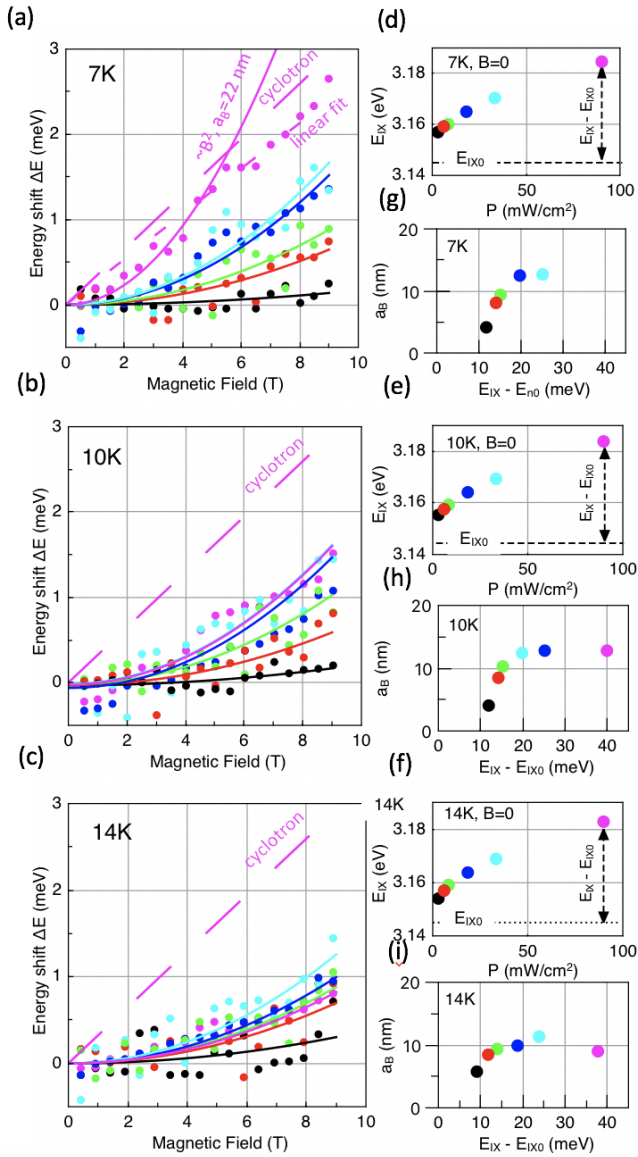 (a)
7K
~B², aB=22 nm
cyclotron
linear fit
Energy shift ΔE (meV)
3
2
1
0
0 2 4 6 8 10
Magnetic Field (T)
(b)
10K
cyclotron
Energy shift ΔE (meV)
3
2
1
0
0 2 4 6 8 10
Magnetic Field (T)
(c)
14K
cyclotron
Energy shift ΔE (meV)
3
2
1
0
0 2 4 6 8 10
Magnetic Field (T)
(d)
7K, B=0
EIX (eV)
3.18
3.16
3.14
EIX0
EIX - EIX0
0 50 100
P (mW/cm²)
(g)
7K
aB (nm)
20
10
0
0 10 20 30 40
EIX - En0 (meV)
(e)
10K, B=0
EIX (eV)
3.18
3.16
3.14
EIX0
EIX - EIX0
0 50 100
P (mW/cm²)
(h)
10K
aB (nm)
20
10
0
0 10 20 30 40
EIX - EIX0 (meV)
(f)
14K
14K, B=0
EIX (eV)
3.18
3.16
3.14
EIX0
EIX - EIX0
0 50 100
P (mW/cm²)
(i)
14K
aB (nm)
20
10
0
0 10 20 30 40
EIX - EIX0 (meV)